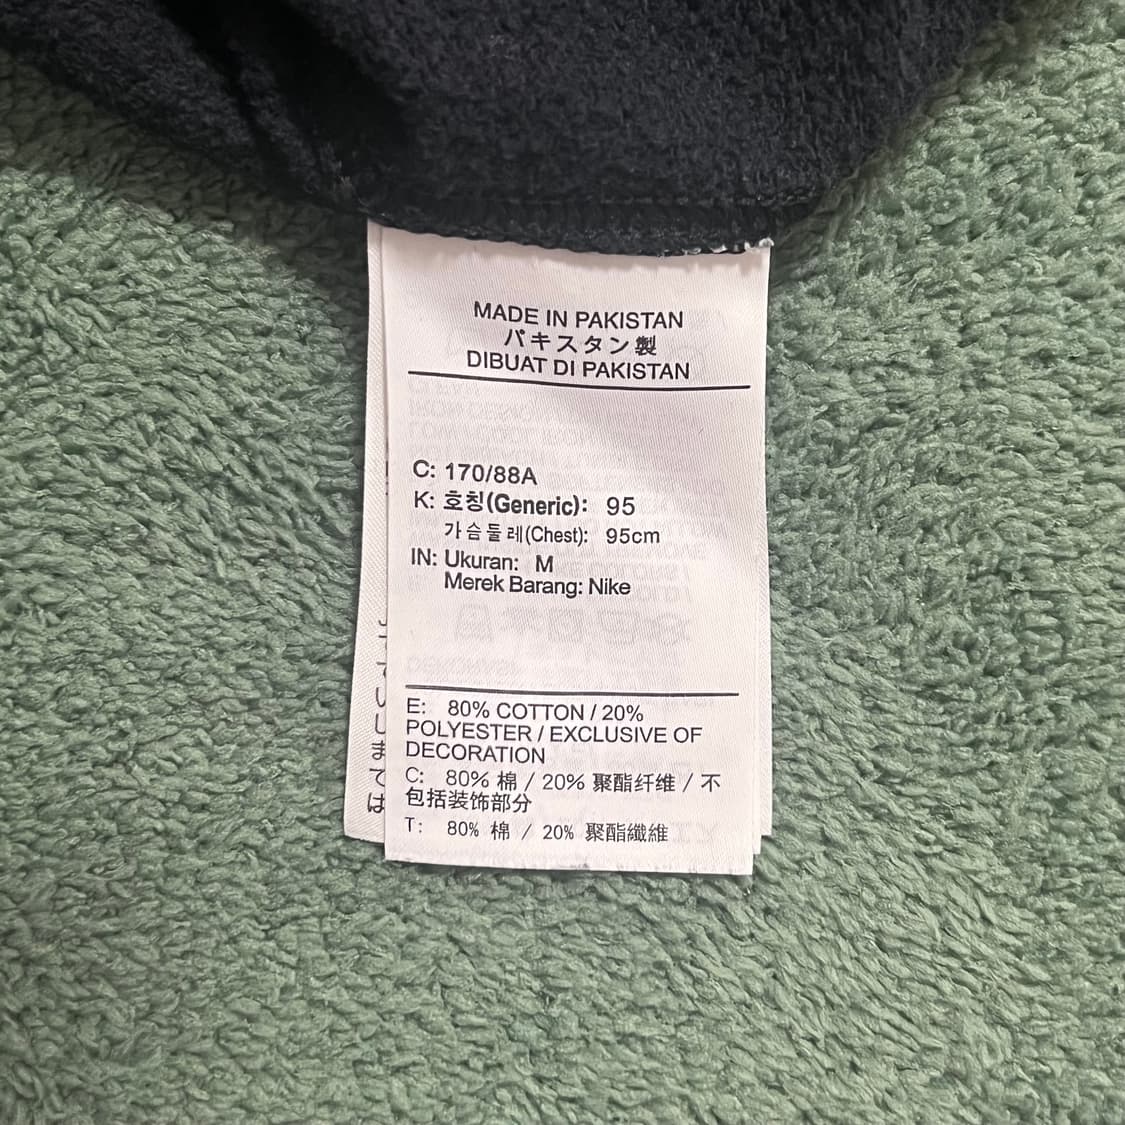 MADE IN PAKISTAN
パキスタン製
DIBUAT DI PAKISTAN
C: 170/88A
K: 호칭(Generic): 95
가슴둘레(Chest): 95cm
IN: Ukuran: M
Merek Barang: Nike
E: 80% COTTON / 20%
POLYESTER / EXCLUSIVE OF
DECORATION
C: 80% 棉 / 20% 聚酯纤维 / 不
包括装饰部分
T: 80% 棉 / 20% 聚酯纖維